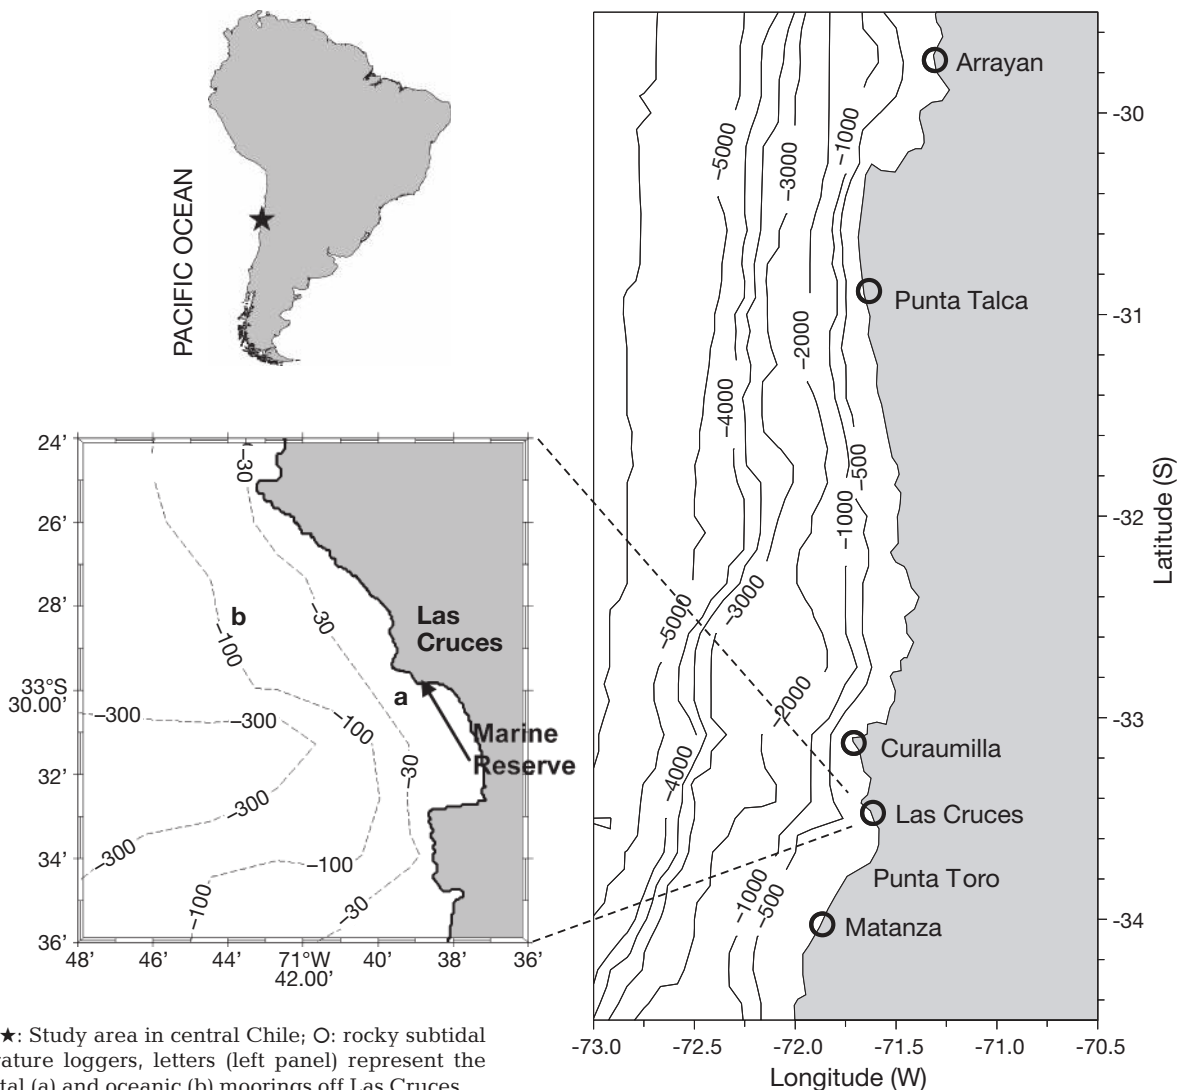 PACIFIC OCEAN
24'
26'
28'
33°S
30.00'
32'
34'
36'
48'
46'
44'
71°W
42.00'
40'
38'
36'
–30
–30
–100
b
Las
Cruces
a
Marine
Reserve
–300
–300
–100
–30
–300
–300
–100
–100
–30
★: Study area in central Chile; O: rocky subtidal
rature loggers, letters (left panel) represent the
tal (a) and oceanic (b) moorings off Las Cruces
Arrayan
Punta Talca
Curaumilla
Las Cruces
Punta Toro
Matanza
–5000
–3000
–1000
–2000
–4000
–500
–1000
–5000
–3000
–2000
–4000
–1000
–500
-30
-31
-32
-33
-34
Latitude (S)
-73.0
-72.5
-72.0
-71.5
-71.0
-70.5
Longitude (W)